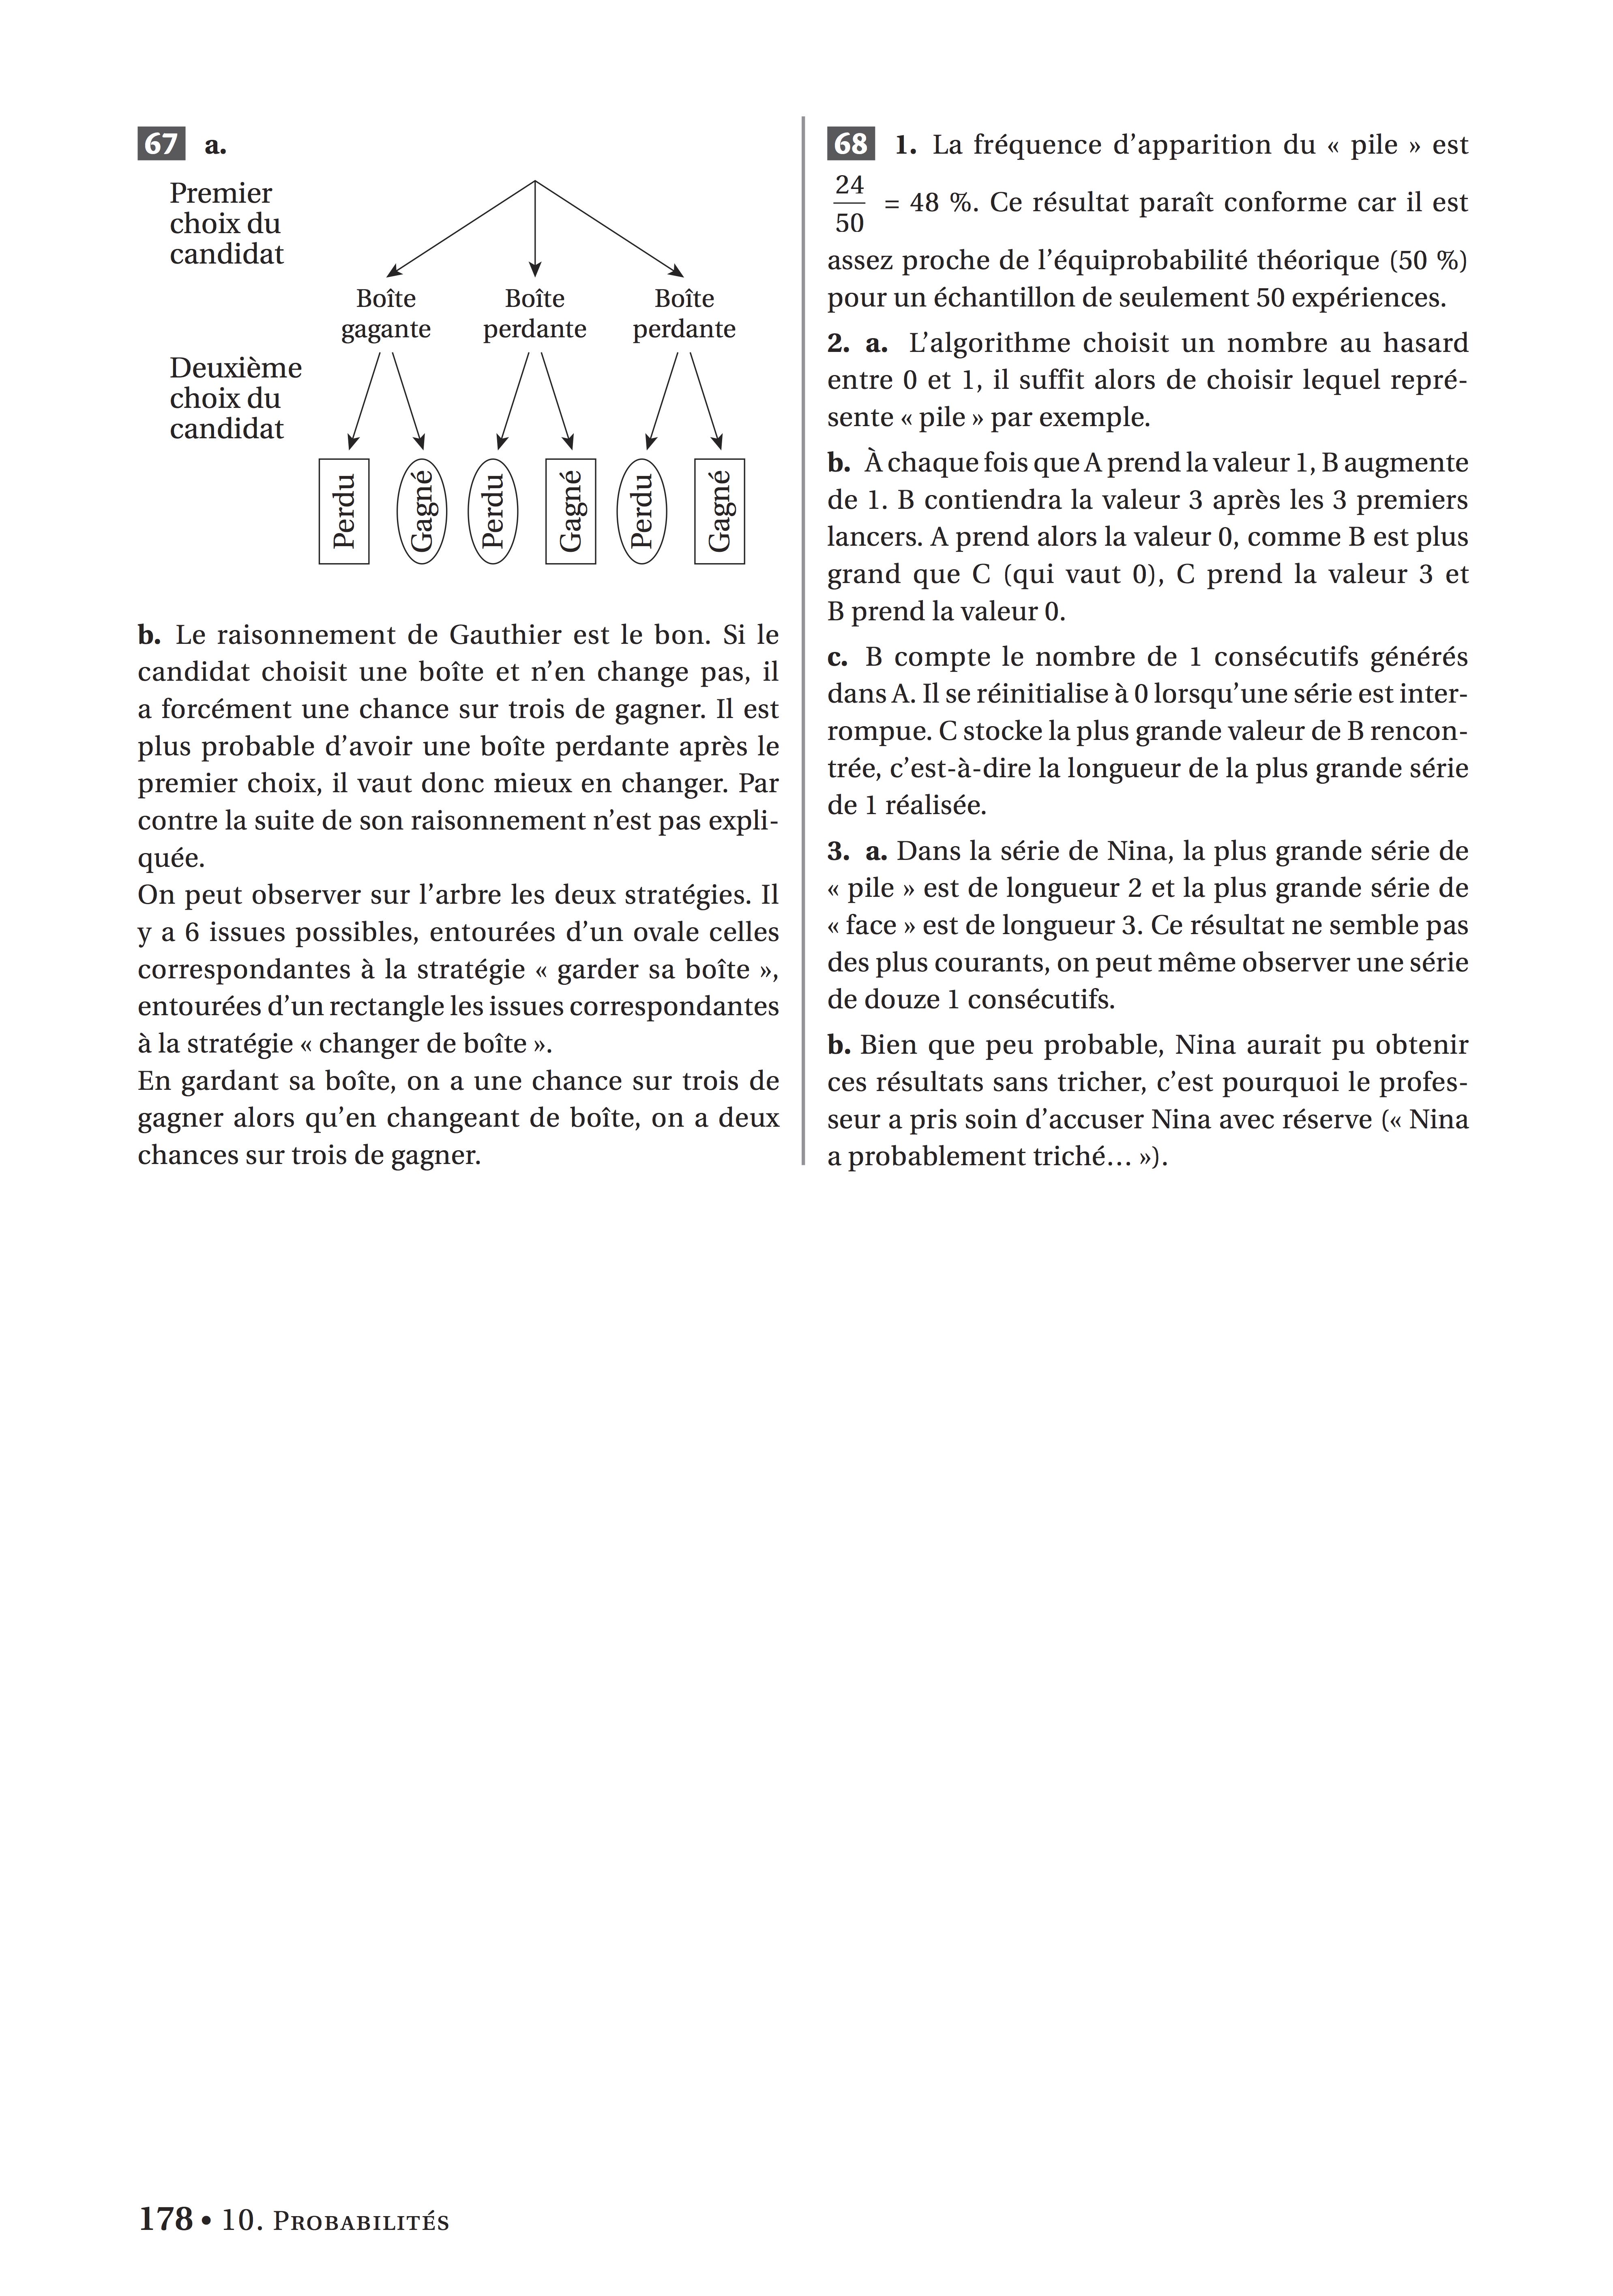 67 a.
Premier
choix du
candidat
Boîte
gagante
Boîte
perdante
Boîte
perdante
Deuxième
choix du
candidat
Perdu
Gagné
Perdu
Gagné
Perdu
Gagné
b. Le raisonnement de Gauthier est le bon. Si le
candidat choisit une boîte et n’en change pas, il
a forcément une chance sur trois de gagner. Il est
plus probable d’avoir une boîte perdante après le
premier choix, il vaut donc mieux en changer. Par
contre la suite de son raisonnement n’est pas expli-
quée.
On peut observer sur l’arbre les deux stratégies. Il
y a 6 issues possibles, entourées d’un ovale celles
correspondantes à la stratégie « garder sa boîte »,
entourées d’un rectangle les issues correspondantes
à la stratégie « changer de boîte ».
En gardant sa boîte, on a une chance sur trois de
gagner alors qu’en changeant de boîte, on a deux
chances sur trois de gagner.
68 1. La fréquence d’apparition du « pile » est
24
50
= 48 %. Ce résultat paraît conforme car il est
assez proche de l’équiprobabilité théorique (50 %)
pour un échantillon de seulement 50 expériences.
2. a. L’algorithme choisit un nombre au hasard
entre 0 et 1, il suffit alors de choisir lequel repré-
sente « pile » par exemple.
b. À chaque fois que A prend la valeur 1, B augmente
de 1. B contiendra la valeur 3 après les 3 premiers
lancers. A prend alors la valeur 0, comme B est plus
grand que C (qui vaut 0), C prend la valeur 3 et
B prend la valeur 0.
c. B compte le nombre de 1 consécutifs générés
dans A. Il se réinitialise à 0 lorsqu’une série est inter-
rompue. C stocke la plus grande valeur de B rencon-
trée, c’est-à-dire la longueur de la plus grande série
de 1 réalisée.
3. a. Dans la série de Nina, la plus grande série de
« pile » est de longueur 2 et la plus grande série de
« face » est de longueur 3. Ce résultat ne semble pas
des plus courants, on peut même observer une série
de douze 1 consécutifs.
b. Bien que peu probable, Nina aurait pu obtenir
ces résultats sans tricher, c’est pourquoi le profes-
seur a pris soin d’accuser Nina avec réserve (« Nina
a probablement triché… »).
178 • 10. Probabilités